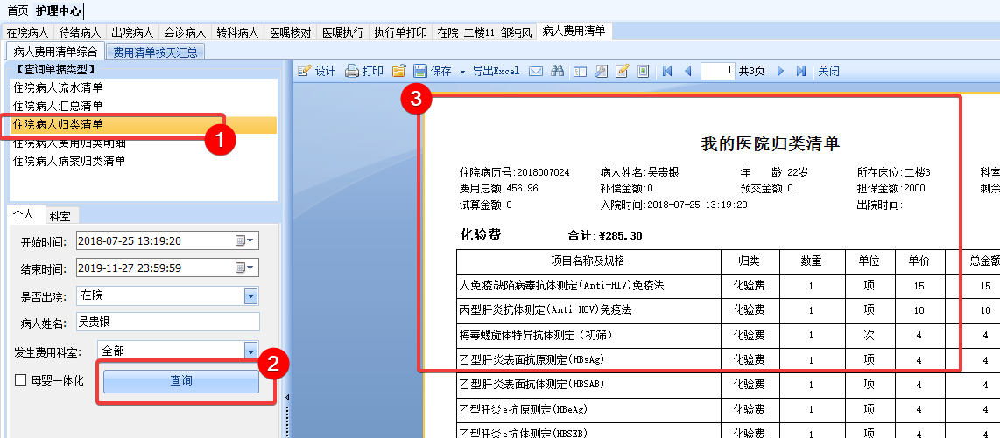 首页 护理中心
在院病人 待结病人 出院病人 会诊病人 转科病人 医嘱核对 医嘱执行 执行单打印 在院:二楼11 邹纯风 病人费用清单
病人费用清单综合 费用清单按天汇总
【查询单据类型】
住院病人流水清单
住院病人汇总清单
住院病人归类清单
住院病人费用归类明细
住院病人病案归类清单
1
个人 科室
开始时间: 2018-07-25 13:19:20
结束时间: 2019-11-27 23:59:59
是否出院: 在院
病人姓名: 吴贵银
发生费用科室: 全部
母婴一体化 查询
2
设计 打印 保存 导出Excel 1 共3页 关闭
3
我的医院归类清单
住院病历号:2018007024 病人姓名:吴贵银 年 龄:22岁 所在床位:二楼3 科室
费用总额:456.96 补偿金额:0 预交金额:0 担保金额:2000 剩余
试算金额:0 入院时间:2018-07-25 13:19:20 出院时间:
化验费 合计:¥285.30
项目名称及规格 归类 数量 单位 单价 总金额
人免疫缺陷病毒抗体测定(Anti-HIV)免疫法 化验费 1 项 15 15
丙型肝炎抗体测定(Anti-HCV)免疫法 化验费 1 项 10 10
梅毒螺旋体特异抗体测定（初筛） 化验费 1 次 4 4
乙型肝炎表面抗原测定(HBsAg) 化验费 1 项 4 4
乙型肝炎表面抗体测定(HBSAB) 化验费 1 项 4 4
乙型肝炎e抗原测定(HBeAg) 化验费 1 项 4 4
乙型肝炎e抗体测定(HBSEB) 化验费 1 项 4 4